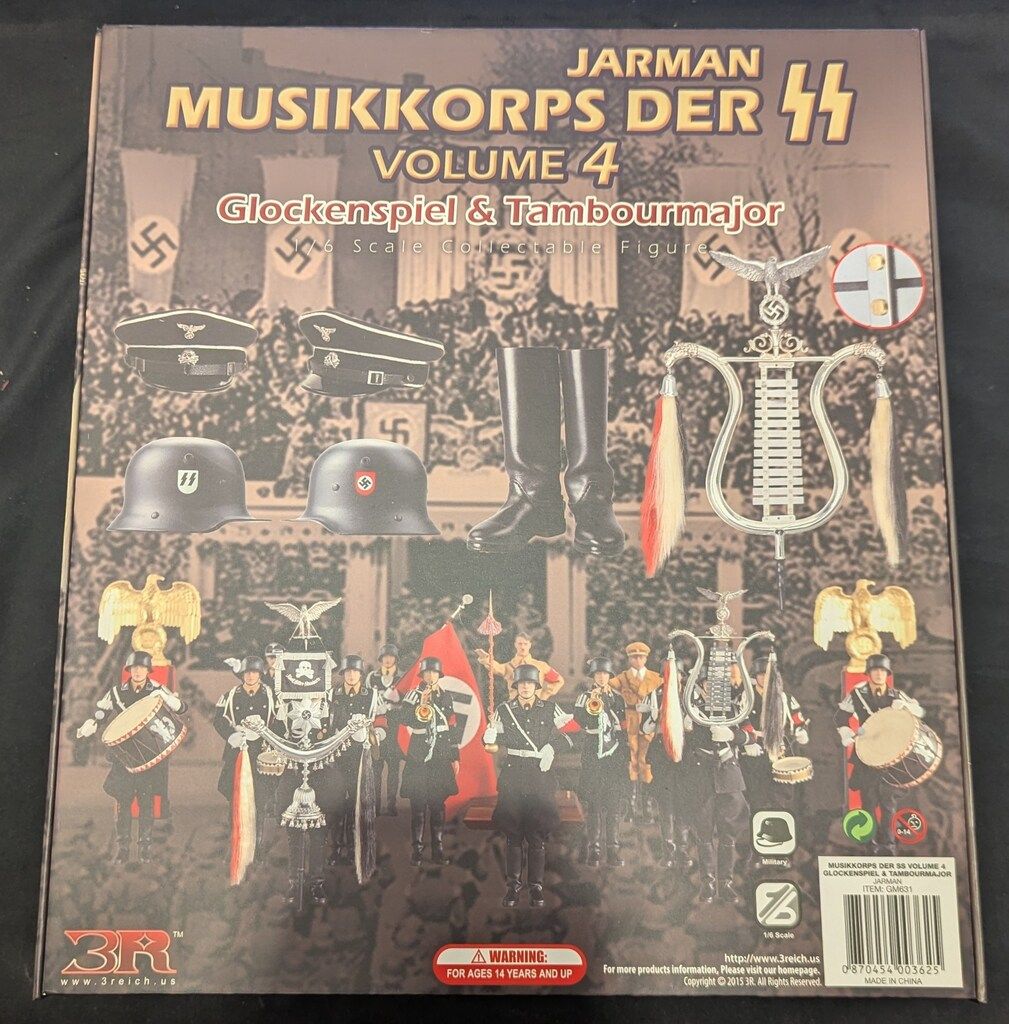 JARMAN
MUSIKKORPS DER SS
VOLUME 4
Glockenspiel & Tambourmajor
1/6 Scale Collectable Figure
Military
1/6
1/6 Scale
0-14
MUSIKKORPS DER SS VOLUME 4
GLOCKENSPIEL & TAMBOURMAJOR
JARMAN
ITEM: GM631
0 870454 003625
MADE IN CHINA
3R™
www.3reich.us
WARNING:
FOR AGES 14 YEARS AND UP
http://www.3reich.us
For more products information, Please visit our homepage.
Copyright © 2015 3R. All Rights Reserved.